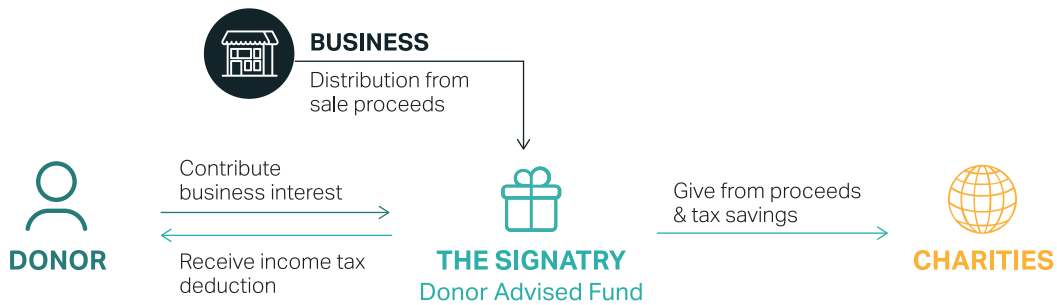 BUSINESS
Distribution from
sale proceeds
Contribute
business interest
Receive income tax
deduction
DONOR
THE SIGNATRY
Donor Advised Fund
Give from proceeds
& tax savings
CHARITIES